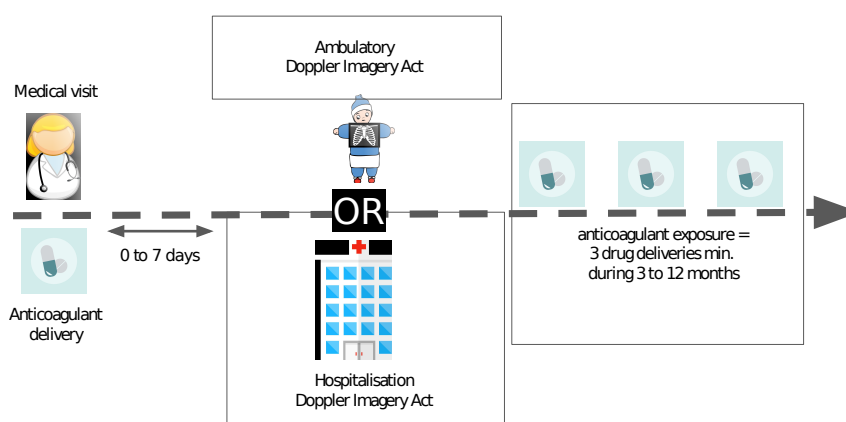 Ambulatory
Doppler Imagery Act
Medical visit
OR
0 to 7 days
Anticoagulant
delivery
Hospitalisation
Doppler Imagery Act
anticoagulant exposure =
3 drug deliveries min.
during 3 to 12 months